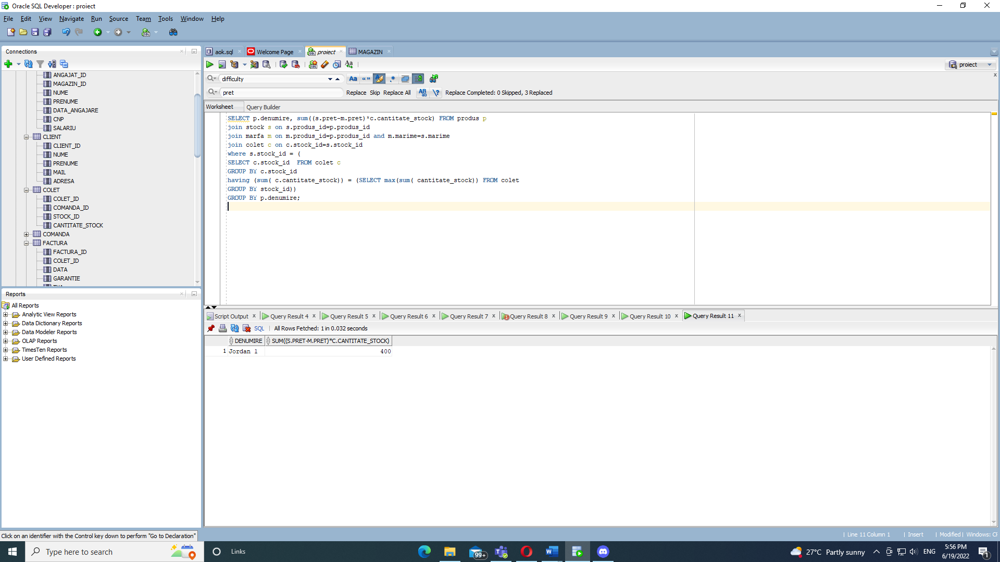 Oracle SQL Developer : proiect
File Edit View Navigate Run Source Team Tools Window Help
Connections
ANGAJAT_ID
MAGAZIN_ID
NUME
PRENUME
DATA_ANGAJARE
CNP
SALARIU
CLIENT
CLIENT_ID
NUME
PRENUME
MAIL
ADRESA
COLET
COLET_ID
COMANDA_ID
STOCK_ID
CANTITATE_STOCK
COMANDA
FACTURA
FACTURA_ID
COLET_ID
DATA
GARANTIE
Reports
All Reports
Analytic View Reports
Data Dictionary Reports
Data Modeler Reports
OLAP Reports
TimesTen Reports
User Defined Reports
aok.sql Welcome Page proiect MAGAZIN
proiect
difficulty
pret Replace Skip Replace All Replace Completed: 0 Skipped, 3 Replaced
Worksheet Query Builder
SELECT p.denumire, sum((s.pret-m.pret)*c.cantitate_stock) FROM produs p
join stock s on s.produs_id=p.produs_id
join marfa m on m.produs_id=p.produs_id and m.marime=s.marime
join colet c on c.stock_id=s.stock_id
where s.stock_id = (
SELECT c.stock_id  FROM colet c
GROUP BY c.stock_id
having (sum( c.cantitate_stock)) = (SELECT max(sum( cantitate_stock)) FROM colet
GROUP BY stock_id))
GROUP BY p.denumire;
Script Output Query Result 4 Query Result 5 Query Result 6 Query Result 7 Query Result 8 Query Result 9 Query Result 10 Query Result 11
SQL All Rows Fetched: 1 in 0.032 seconds
DENUMIRE SUM((S.PRET-M.PRET)*C.CANTITATE_STOCK)
1 Jordan 1 400
Click on an identifier with the Control key down to perform "Go to Declaration"
Line 11 Column 1 Insert Modified Windows: CF
Type here to search Links 99+ 27°C Partly sunny ENG 5:56 PM
6/19/2022 1